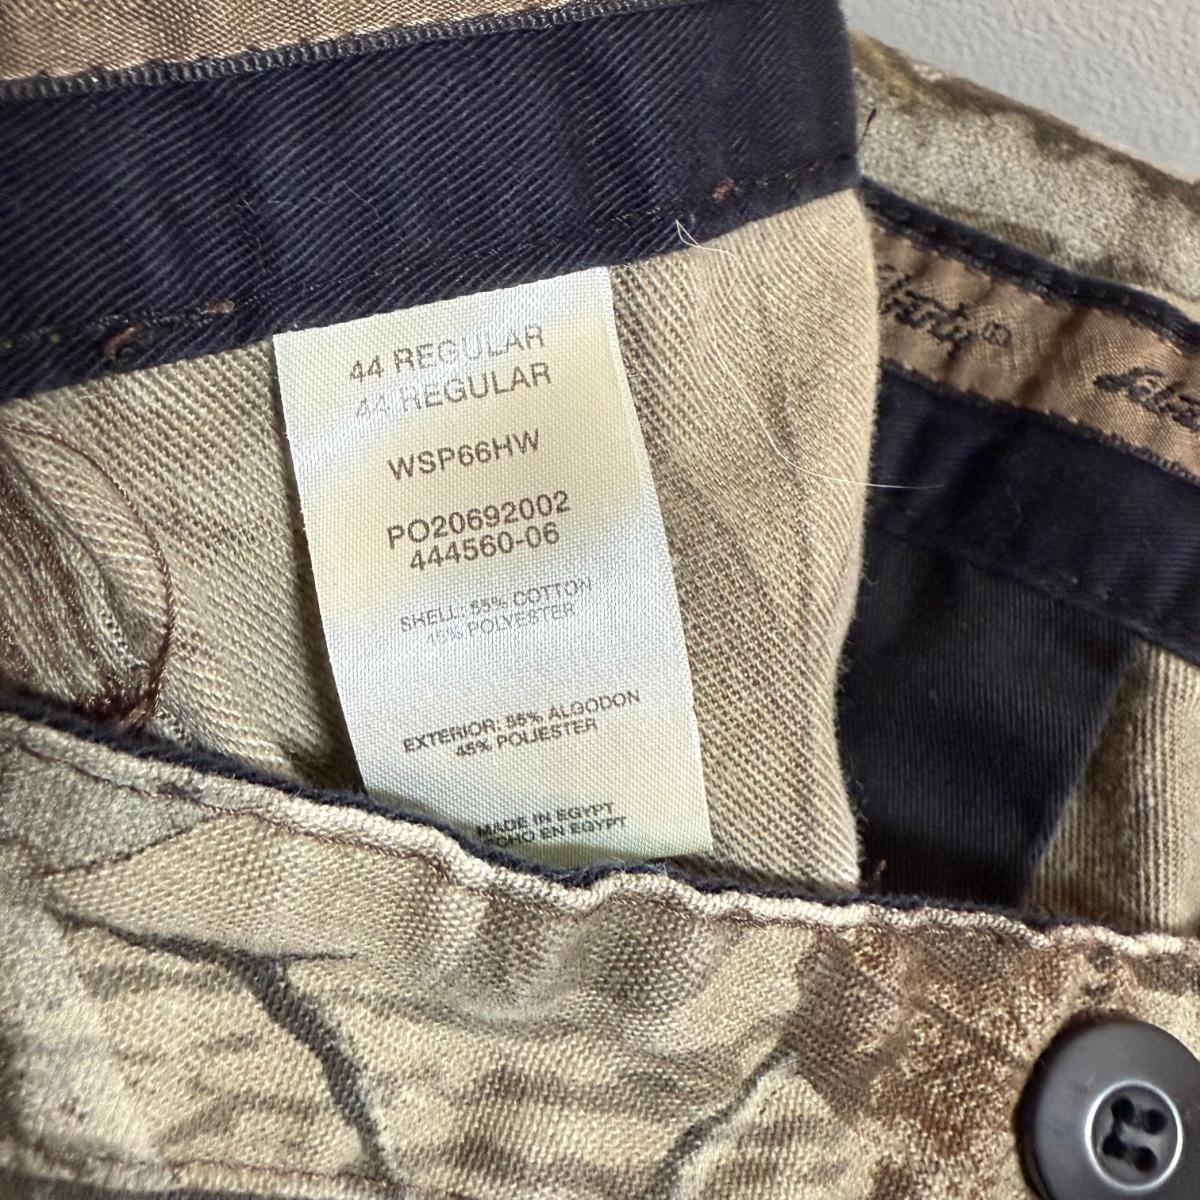 44 REGULAR
44 REGULAR
WSP66HW
PO20692002
444560-06
SHELL: 55% COTTON
45% POLYESTER
EXTERIOR: 55% ALGODON
45% POLIESTER
MADE IN EGYPT
EN EGYPT